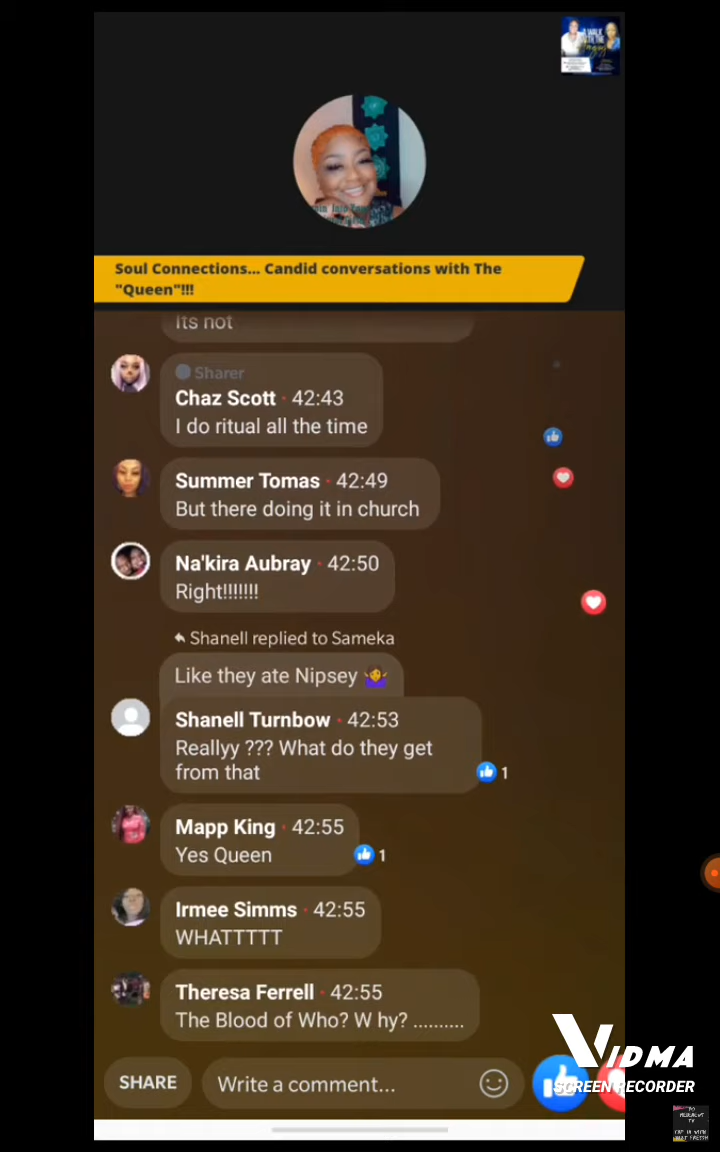 A WALK
WITH THE
Soul Connections... Candid conversations with The
"Queen"!!!
Its not
Sharer
Chaz Scott · 42:43
I do ritual all the time
Summer Tomas · 42:49
But there doing it in church
Na'kira Aubray · 42:50
Right!!!!!!!
Shanell replied to Sameka
Like they ate Nipsey 🤷‍♀️
Shanell Turnbow · 42:53
Reallyy ??? What do they get
from that
1
Mapp King · 42:55
Yes Queen
1
Irmee Simms · 42:55
WHATTTTT
Theresa Ferrell · 42:55
The Blood of Who? W hy? ..........
SHARE
Write a comment...
VIDMA
SCREEN RECORDER